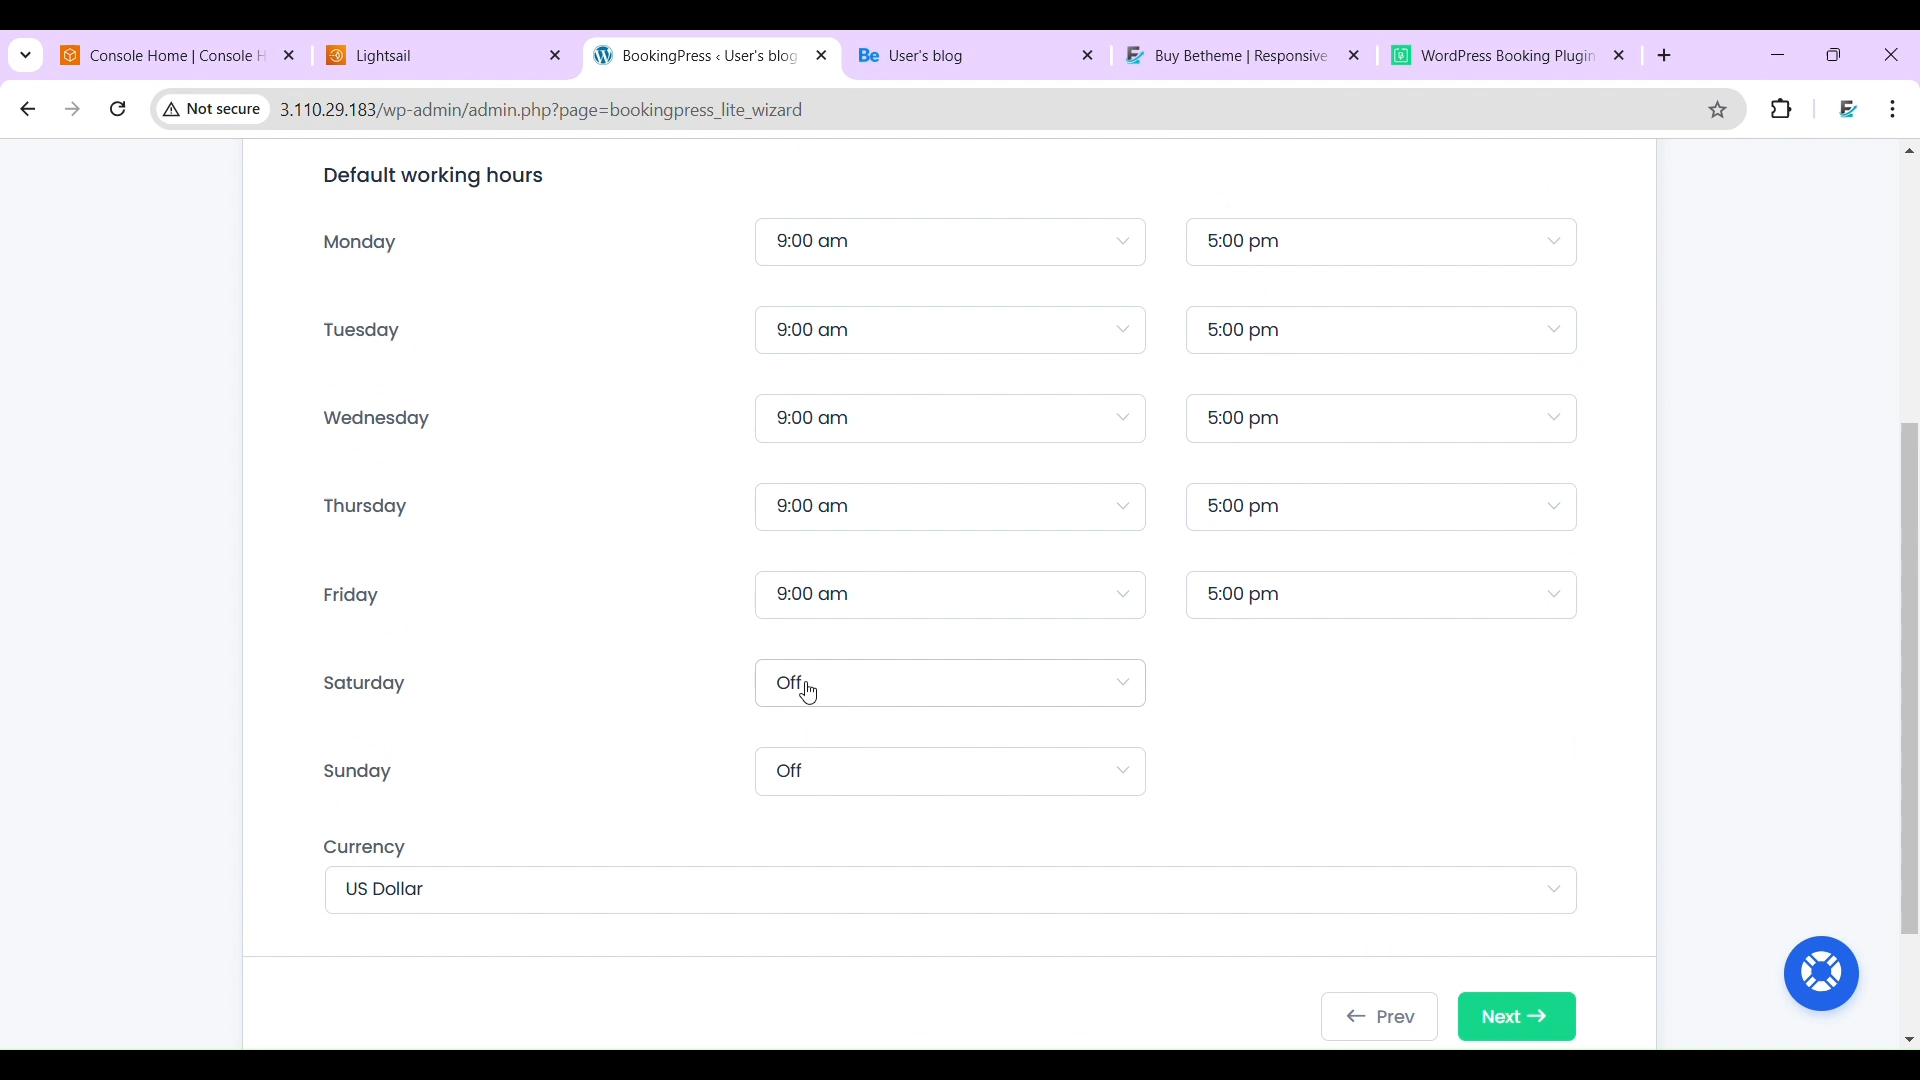 Console Home | Console H
Lightsail
BookingPress ‹ User's blog
Be User's blog
Buy Betheme | Responsive
WordPress Booking Plugin
Not secure 3.110.29.183/wp-admin/admin.php?page=bookingpress_lite_wizard
Default working hours
Monday 9:00 am 5:00 pm
Tuesday 9:00 am 5:00 pm
Wednesday 9:00 am 5:00 pm
Thursday 9:00 am 5:00 pm
Friday 9:00 am 5:00 pm
Saturday Off
Sunday Off
Currency
US Dollar
← Prev Next →